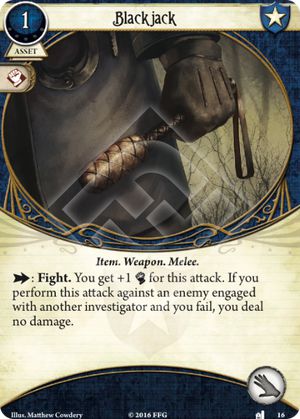 Blackjack
1
ASSET
Item. Weapon. Melee.
: Fight. You get +1 for this attack. If you
perform this attack against an enemy engaged
with another investigator and you fail, you deal
no damage.
Illus. Matthew Cowdery
© 2016 FFG
16